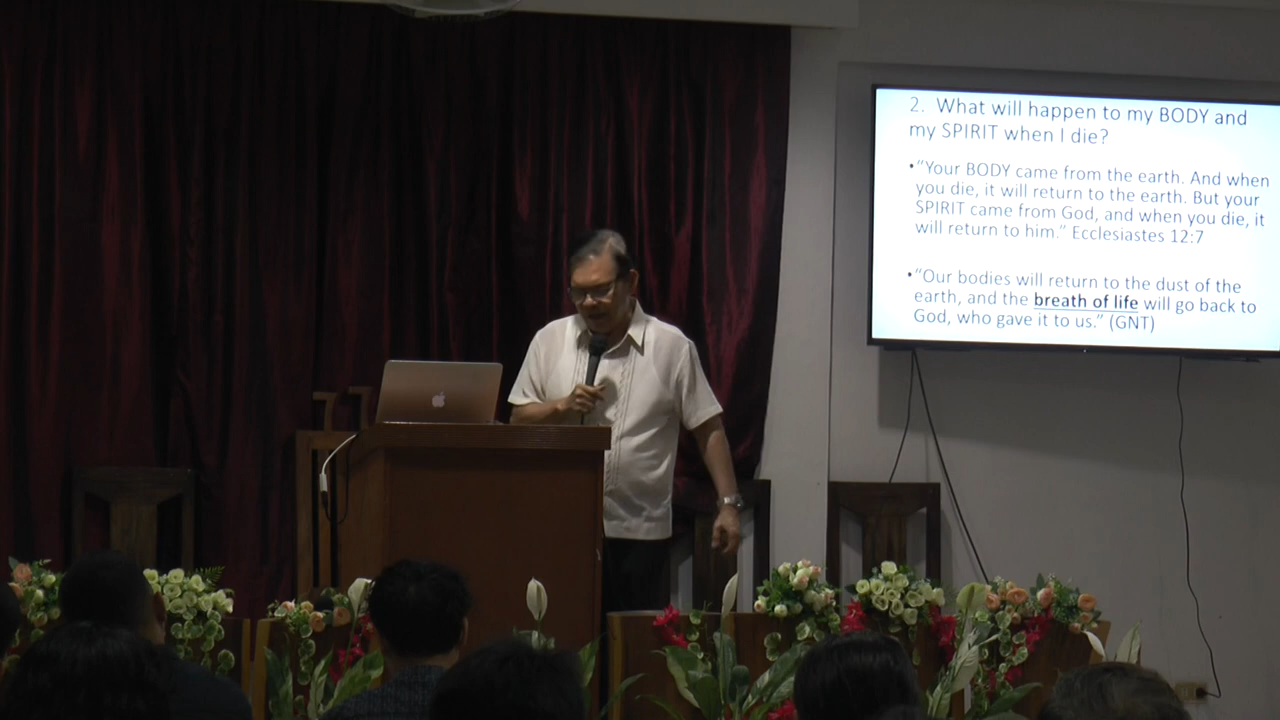 2. What will happen to my BODY and
my SPIRIT when I die?
•“Your BODY came from the earth. And when
you die, it will return to the earth. But your
SPIRIT came from God, and when you die, it
will return to him.” Ecclesiastes 12:7
•“Our bodies will return to the dust of the
earth, and the breath of life will go back to
God, who gave it to us.” (GNT)